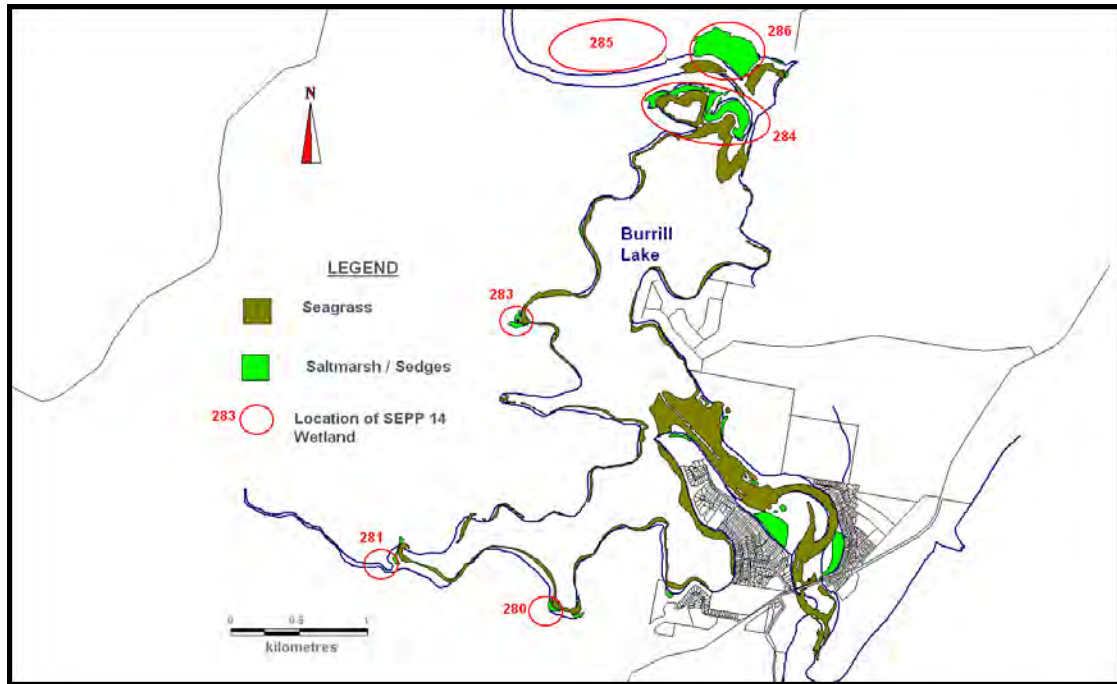 285
286
N
284
Burrill
Lake
LEGEND
Seagrass
283
Saltmarsh / Sedges
283
Location of SEPP 14
Wetland
281
280
0 0.5 1
kilometres